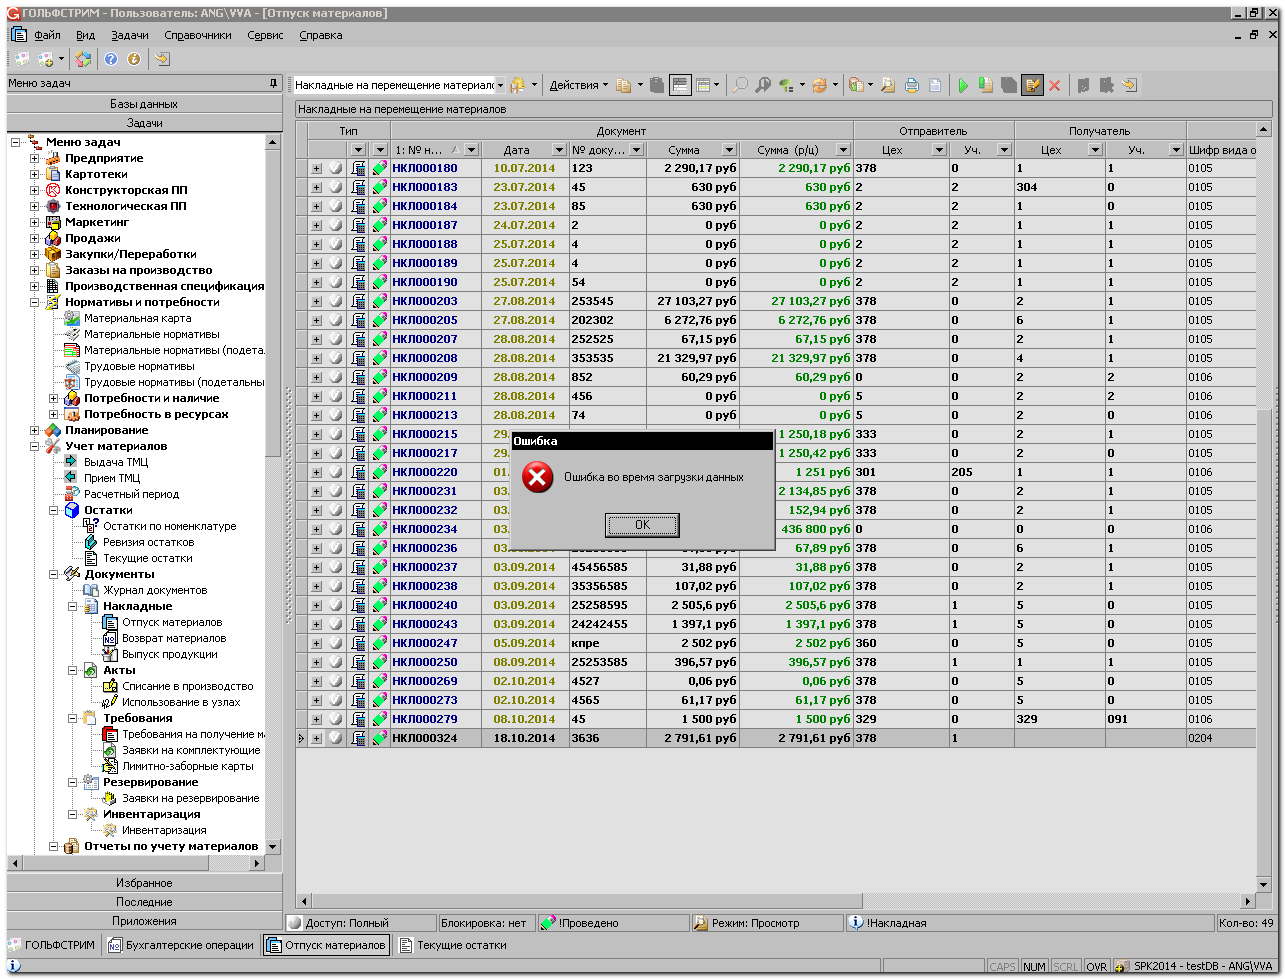 ГОЛЬФСТРИМ - Пользователь: ANG\VVA - [Отпуск материалов]
Файл Вид Задачи Справочники Сервис Справка
Меню задач
Базы данных
Задачи
Меню задач
Предприятие
Картотеки
Конструкторская ПП
Технологическая ПП
Маркетинг
Продажи
Закупки/Переработки
Заказы на производство
Производственная спецификация
Нормативы и потребности
Материальная карта
Материальные нормативы
Материальные нормативы (подета.
Трудовые нормативы
Трудовые нормативы (подетальны
Потребности и наличие
Потребность в ресурсах
Планирование
Учет материалов
Выдача ТМЦ
Прием ТМЦ
Расчетный период
Остатки
Остатки по номенклатуре
Ревизия остатков
Текущие остатки
Документы
Журнал документов
Накладные
Отпуск материалов
Возврат материалов
Выпуск продукции
Акты
Списание в производство
Использование в узлах
Требования
Требования на получение м
Заявки на комплектующие
Лимитно-заборные карты
Резервирование
Заявки на резервирование
Инвентаризация
Инвентаризация
Отчеты по учету материалов
Избранное
Последние
Приложения
Накладные на перемещение материало Действия
Накладные на перемещение материалов
Тип Документ Отправитель Получатель
1: № н... Дата № доку... Сумма Сумма (р/ц) Цех Уч. Цех Уч. Шифр вида о
НКЛ000180 10.07.2014 123 2 290,17 руб 2 290,17 руб 378 0 1 1 0105
НКЛ000183 23.07.2014 45 630 руб 630 руб 2 2 304 0 0105
НКЛ000184 23.07.2014 85 630 руб 630 руб 2 2 1 0 0105
НКЛ000187 24.07.2014 2 0 руб 0 руб 2 2 1 1 0105
НКЛ000188 25.07.2014 4 0 руб 0 руб 2 2 1 1 0105
НКЛ000189 25.07.2014 4 0 руб 0 руб 2 2 1 1 0105
НКЛ000190 25.07.2014 54 0 руб 0 руб 2 2 1 1 0105
НКЛ000203 27.08.2014 253545 27 103,27 руб 27 103,27 руб 378 0 2 1 0105
НКЛ000205 27.08.2014 202302 6 272,76 руб 6 272,76 руб 378 0 6 1 0105
НКЛ000207 28.08.2014 252525 67,15 руб 67,15 руб 378 0 2 1 0105
НКЛ000208 28.08.2014 353535 21 329,97 руб 21 329,97 руб 378 0 4 1 0105
НКЛ000209 28.08.2014 852 60,29 руб 60,29 руб 0 0 2 2 0106
НКЛ000211 28.08.2014 456 0 руб 0 руб 5 0 2 2 0106
НКЛ000213 28.08.2014 74 0 руб 0 руб 5 0 2 0 0106
НКЛ000215 29. 1 250,18 руб 333 0 2 1 0105
НКЛ000217 29. 1 250,42 руб 333 0 2 1 0105
НКЛ000220 01. 1 251 руб 301 205 1 1 0106
НКЛ000231 03. 2 134,85 руб 378 0 2 1 0105
НКЛ000232 03. 152,94 руб 378 0 2 1 0105
НКЛ000234 03. 436 800 руб 0 0 0 0 0106
НКЛ000236 67,89 руб 378 0 6 1 0105
НКЛ000237 03.09.2014 45456585 31,88 руб 31,88 руб 378 0 2 1 0105
НКЛ000238 03.09.2014 35356585 107,02 руб 107,02 руб 378 0 2 1 0105
НКЛ000240 03.09.2014 25258595 2 505,6 руб 2 505,6 руб 378 1 5 0 0105
НКЛ000243 03.09.2014 24242455 1 397,1 руб 1 397,1 руб 378 1 5 0 0105
НКЛ000247 05.09.2014 кпре 2 502 руб 2 502 руб 360 0 5 0 0105
НКЛ000250 08.09.2014 25253585 396,57 руб 396,57 руб 378 1 1 1 0105
НКЛ000269 02.10.2014 4527 0,06 руб 0,06 руб 378 0 5 0 0105
НКЛ000273 02.10.2014 4565 61,17 руб 61,17 руб 378 0 5 0 0105
НКЛ000279 08.10.2014 45 1 500 руб 1 500 руб 329 0 329 091 0106
НКЛ000324 18.10.2014 3636 2 791,61 руб 2 791,61 руб 378 1 0204
Ошибка
Ошибка во время загрузки данных
OK
Доступ: Полный Блокировка: нет !Проведено Режим: Просмотр !Накладная Кол-во: 49
ГОЛЬФСТРИМ Бухгалтерские операции Отпуск материалов Текущие остатки
CAPS NUM SCRL OVR SPK2014 - testDB - ANG\VVA